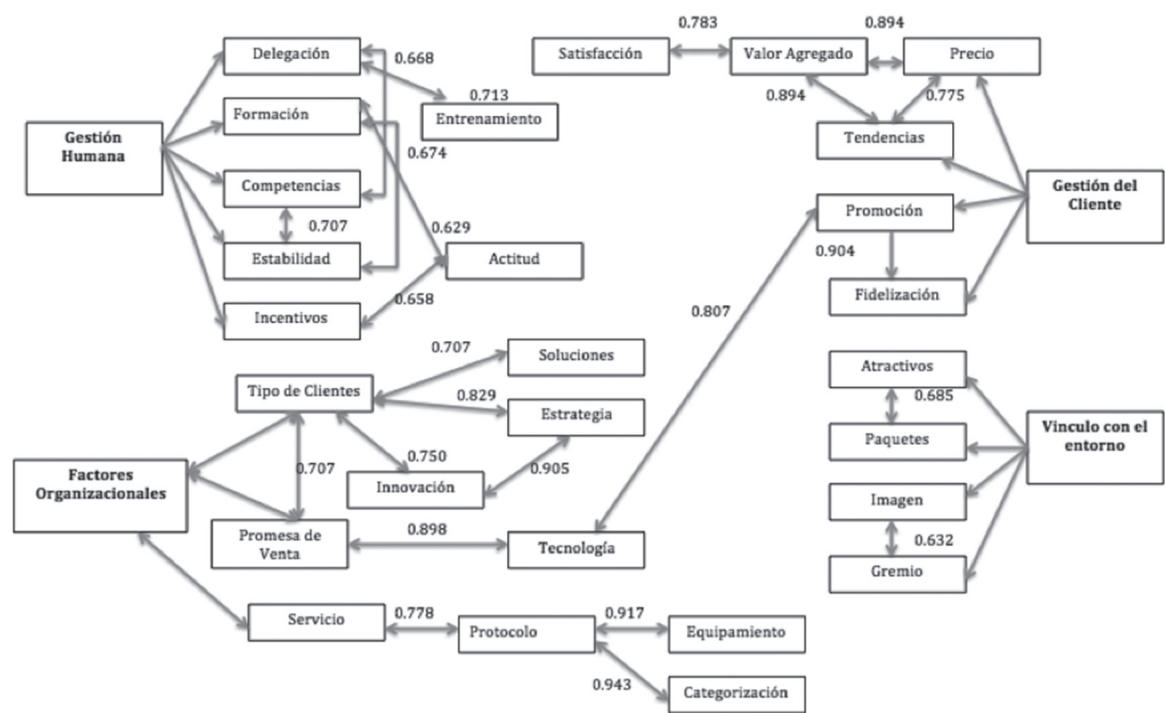 0.783
0.894
Delegación
Satisfacción
Valor Agregado
Precio
0.668
0.713
0.894
0.775
Formación
Entrenamiento
Gestión
Humana
Tendencias
0.674
Competencias
Gestión del
Cliente
0.707
Promoción
0.629
0.904
Estabilidad
Actitud
0.658
Fidelización
Incentivos
0.807
0.707
Soluciones
Atractivos
Tipo de Clientes
0.829
0.685
Estrategia
Vinculo con el
entorno
Paquetes
0.750
0.707
0.905
Factores
Organizacionales
Innovación
Imagen
0.898
Promesa de
Venta
Tecnología
0.632
Gremio
0.778
0.917
Servicio
Protocolo
Equipamiento
0.943
Categorización